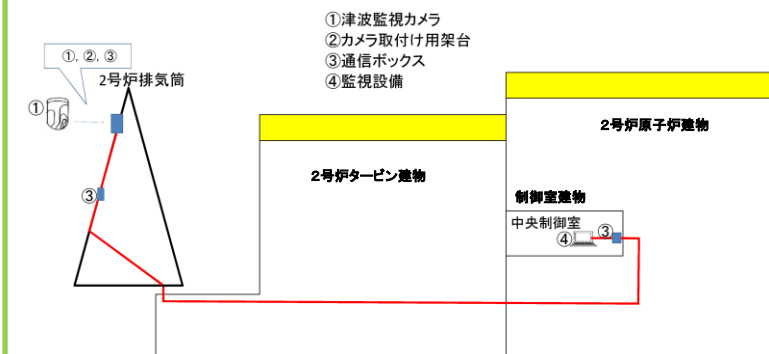 ①津波監視カメラ
②カメラ取付け用架台
③通信ボックス
④監視設備
①, ②, ③
2号炉排気筒
①
③
2号炉タービン建物
2号炉原子炉建物
制御室建物
中央制御室
④
③